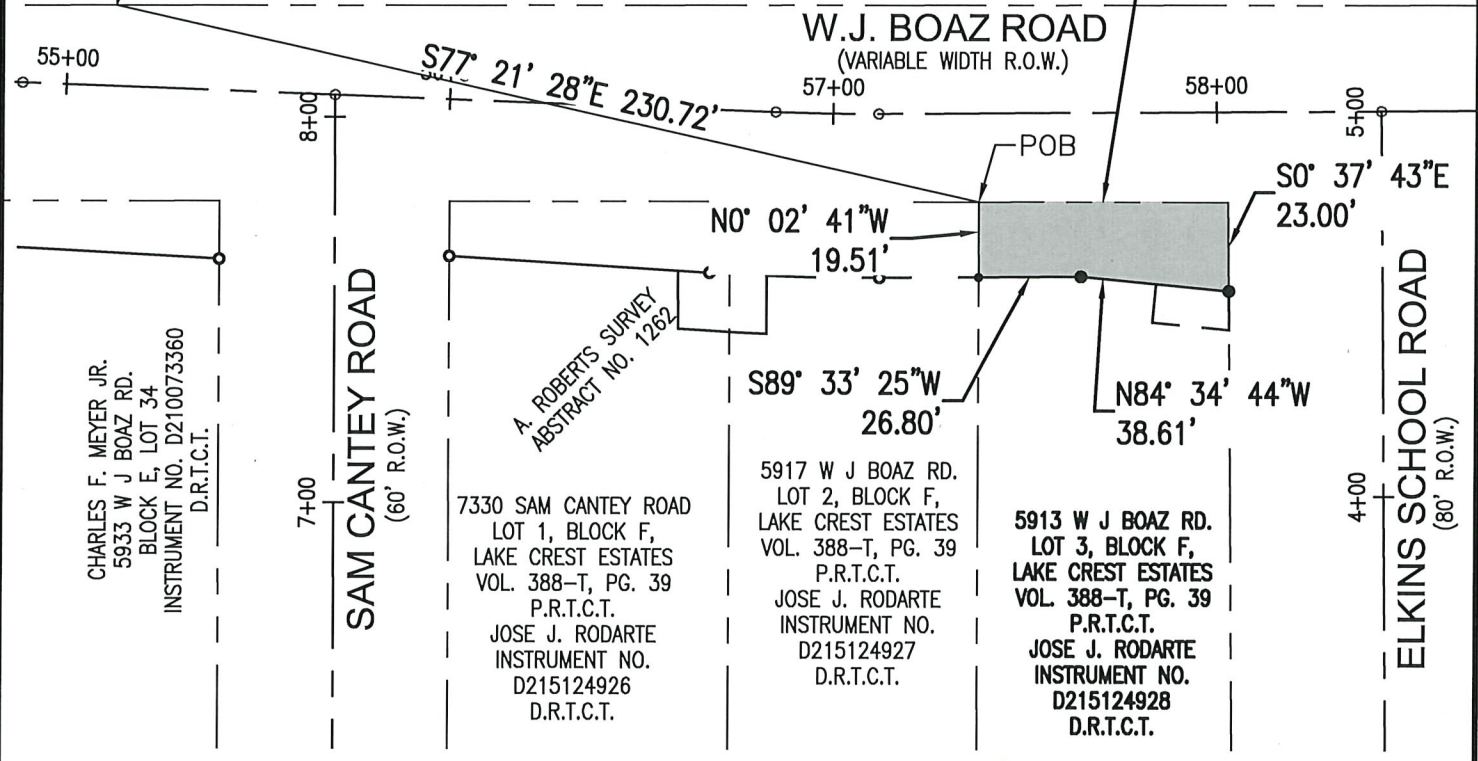 W.J. BOAZ ROAD
(VARIABLE WIDTH R.O.W.)
55+00
S77° 21' 28"E 230.72'
57+00
58+00
8+00
5+00
POB
S0° 37' 43"E
23.00'
N0° 02' 41"W
19.51'
A. ROBERTS SURVEY
ABSTRACT NO. 1262
S89° 33' 25"W
26.80'
N84° 34' 44"W
38.61'
CHARLES F. MEYER JR.
5933 W J BOAZ RD.
BLOCK E, LOT 34
INSTRUMENT NO. D210073360
D.R.T.C.T.
7+00
SAM CANTEY ROAD
(60' R.O.W.)
7330 SAM CANTEY ROAD
LOT 1, BLOCK F,
LAKE CREST ESTATES
VOL. 388-T, PG. 39
P.R.T.C.T.
JOSE J. RODARTE
INSTRUMENT NO.
D215124926
D.R.T.C.T.
5917 W J BOAZ RD.
LOT 2, BLOCK F,
LAKE CREST ESTATES
VOL. 388-T, PG. 39
P.R.T.C.T.
JOSE J. RODARTE
INSTRUMENT NO.
D215124927
D.R.T.C.T.
5913 W J BOAZ RD.
LOT 3, BLOCK F,
LAKE CREST ESTATES
VOL. 388-T, PG. 39
P.R.T.C.T.
JOSE J. RODARTE
INSTRUMENT NO.
D215124928
D.R.T.C.T.
4+00
ELKINS SCHOOL ROAD
(80' R.O.W.)